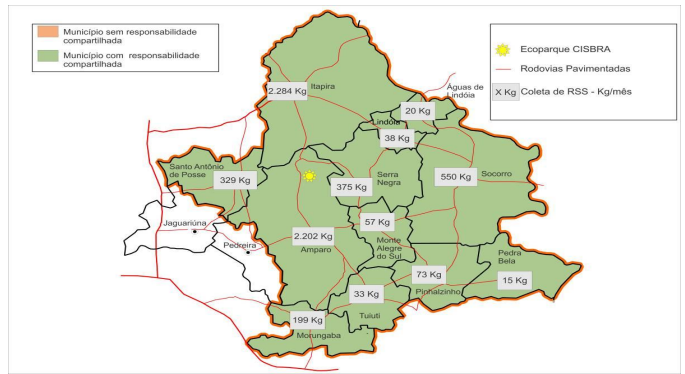 Município sem responsabilidade
compartilhada
Município com responsabilidade
compartilhada
Ecoparque CISBRA
Rodovias Pavimentadas
X Kg
Coleta de RSS - Kg/mês
2.284 Kg
Itapira
Águas de
Lindóia
20 Kg
Lindóia
38 Kg
Santo Antônio
de Posse
329 Kg
375 Kg
Serra
Negra
550 Kg
Socorro
Jaguariúna
Pedreira
57 Kg
2.202 Kg
Amparo
Monte
Alegre
do Sul
Pedra
Bela
73 Kg
15 Kg
Pinhalzinho
33 Kg
Tuiuti
199 Kg
Morungaba